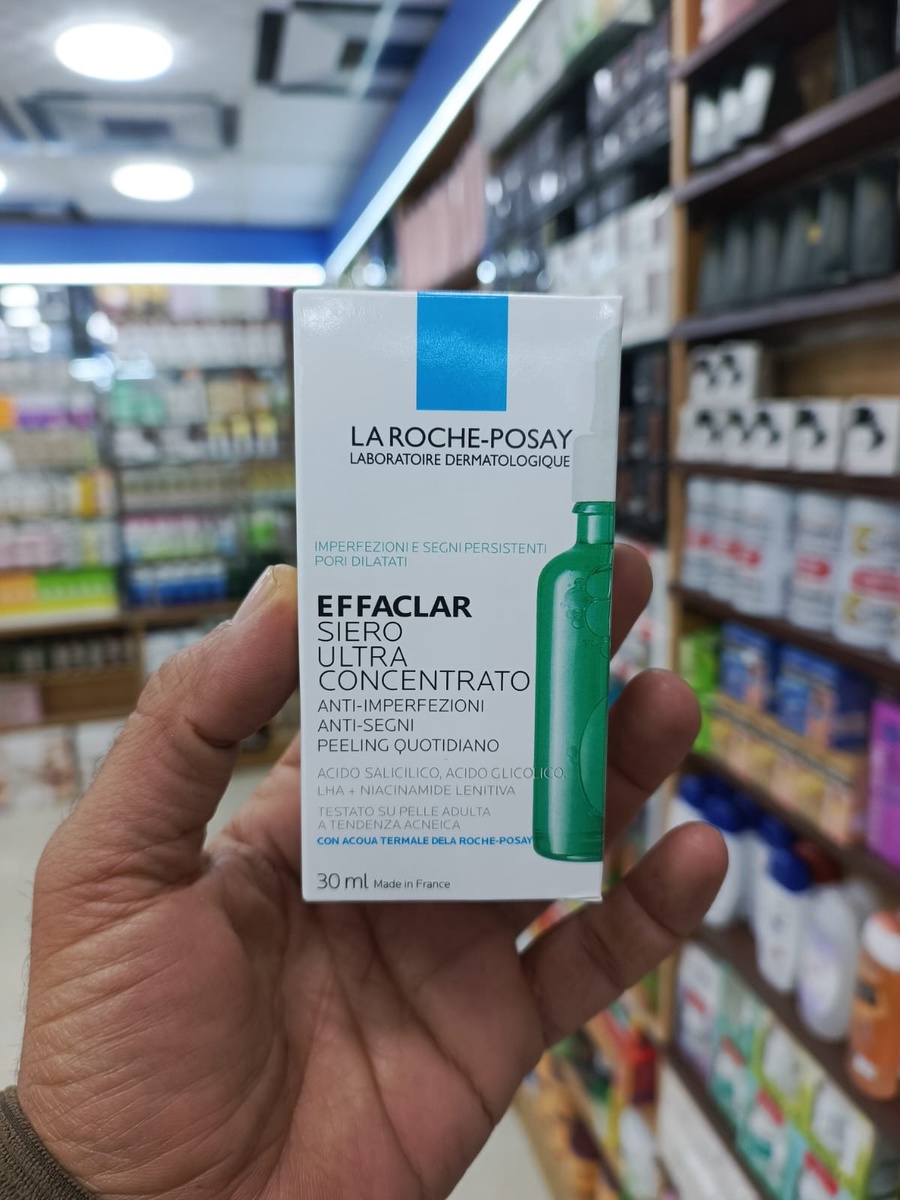 LA ROCHE-POSAY
LABORATOIRE DERMATOLOGIQUE
IMPERFEZIONI E SEGNI PERSISTENTI
PORI DILATATI
EFFACLAR
SIERO
ULTRA
CONCENTRATO
ANTI-IMPERFEZIONI
ANTI-SEGNI
PEELING QUOTIDIANO
ACIDO SALICILICO, ACIDO GLICOLICO,
LHA + NIACINAMIDE LENITIVA
TESTATO SU PELLE ADULTA
A TENDENZA ACNEICA
CON ACQUA TERMALE DELA ROCHE-POSAY
30 ml Made in France